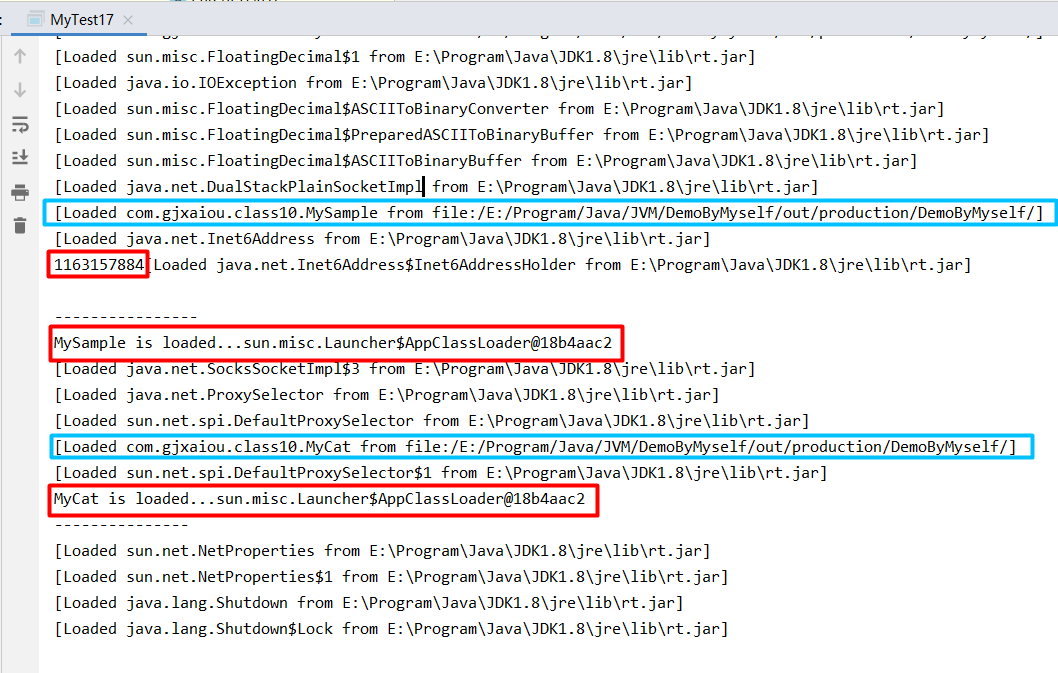 MyTest17
[Loaded sun.misc.FloatingDecimal$1 from E:\Program\Java\JDK1.8\jre\lib\rt.jar]
[Loaded java.io.IOException from E:\Program\Java\JDK1.8\jre\lib\rt.jar]
[Loaded sun.misc.FloatingDecimal$ASCIIToBinaryConverter from E:\Program\Java\JDK1.8\jre\lib\rt.jar]
[Loaded sun.misc.FloatingDecimal$PreparedASCIIToBinaryBuffer from E:\Program\Java\JDK1.8\jre\lib\rt.jar]
[Loaded sun.misc.FloatingDecimal$ASCIIToBinaryBuffer from E:\Program\Java\JDK1.8\jre\lib\rt.jar]
[Loaded java.net.DualStackPlainSocketImpl from E:\Program\Java\JDK1.8\jre\lib\rt.jar]
[Loaded com.gjxaiou.class10.MySample from file:/E:/Program/Java/JVM/DemoByMyself/out/production/DemoByMyself/]
[Loaded java.net.Inet6Address from E:\Program\Java\JDK1.8\jre\lib\rt.jar]
1163157884[Loaded java.net.Inet6Address$Inet6AddressHolder from E:\Program\Java\JDK1.8\jre\lib\rt.jar]
----------------
MySample is loaded...sun.misc.Launcher$AppClassLoader@18b4aac2
[Loaded java.net.SocksSocketImpl$3 from E:\Program\Java\JDK1.8\jre\lib\rt.jar]
[Loaded java.net.ProxySelector from E:\Program\Java\JDK1.8\jre\lib\rt.jar]
[Loaded sun.net.spi.DefaultProxySelector from E:\Program\Java\JDK1.8\jre\lib\rt.jar]
[Loaded com.gjxaiou.class10.MyCat from file:/E:/Program/Java/JVM/DemoByMyself/out/production/DemoByMyself/]
[Loaded sun.net.spi.DefaultProxySelector$1 from E:\Program\Java\JDK1.8\jre\lib\rt.jar]
MyCat is loaded...sun.misc.Launcher$AppClassLoader@18b4aac2
---------------
[Loaded sun.net.NetProperties from E:\Program\Java\JDK1.8\jre\lib\rt.jar]
[Loaded sun.net.NetProperties$1 from E:\Program\Java\JDK1.8\jre\lib\rt.jar]
[Loaded java.lang.Shutdown from E:\Program\Java\JDK1.8\jre\lib\rt.jar]
[Loaded java.lang.Shutdown$Lock from E:\Program\Java\JDK1.8\jre\lib\rt.jar]